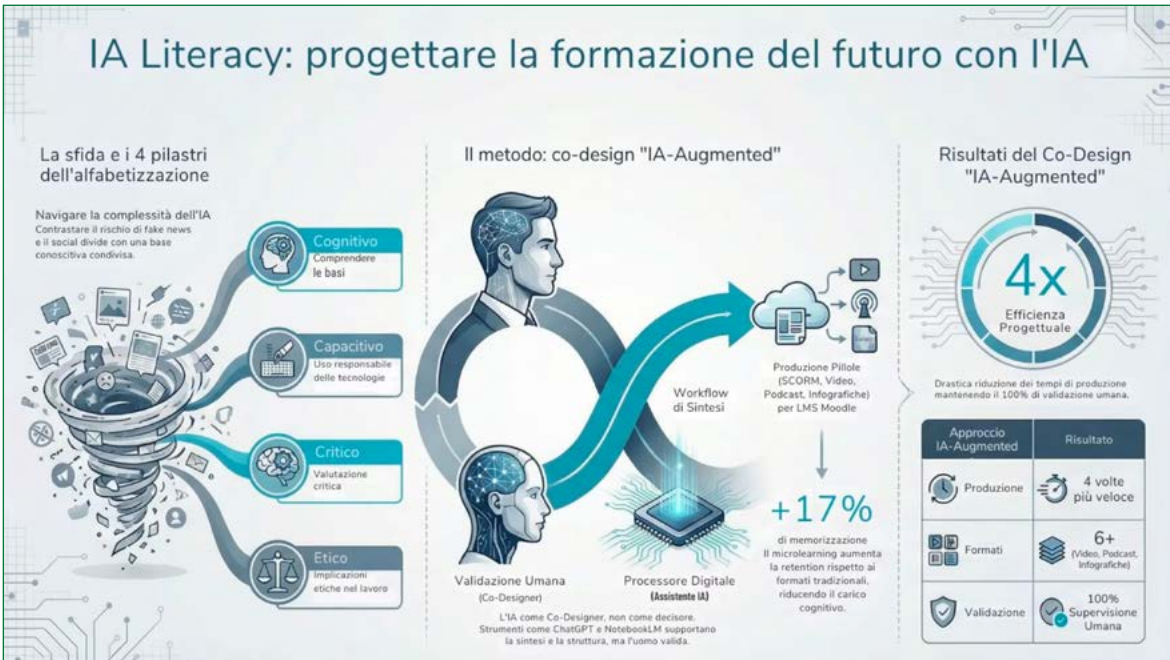 IA Literacy: progettare la formazione del futuro con l'IA
La sfida e i 4 pilastri
dell'alfabetizzazione
Navigare la complessità dell'IA
Contrastare il rischio di fake news
e il social divide con una base
conoscitiva condivisa.
Cognitivo
Comprendere
le basi
Capacitivo
Uso responsabile
delle tecnologie
Critico
Valutazione
critica
Etico
Implicazioni
etiche nel lavoro
Il metodo: co-design "IA-Augmented"
Workflow
di Sintesi
Validazione Umana
(Co-Designer)
Processore Digitale
(Assistente IA)
L'IA come Co-Designer, non come decisore.
Strumenti come ChatGPT e NotebookLM supportano
la sintesi e la struttura, ma l'uomo valida.
Produzione Pillole
(SCORM, Video,
Podcast, Infografiche)
per LMS Moodle
+17%
di memorizzazione
Il microlearning aumenta
la retention rispetto ai
formati tradizionali,
riducendo il carico
cognitivo.
Risultati del Co-Design
"IA-Augmented"
4x
Efficienza
Progettuale
Drastica riduzione dei tempi di produzione
mantenendo il 100% di validazione umana.
Approccio
IA-Augmented
Risultato
Produzione
4 volte
più veloce
Formati
6+
(Video, Podcast,
Infografiche)
Validazione
100%
Supervisione
Umana